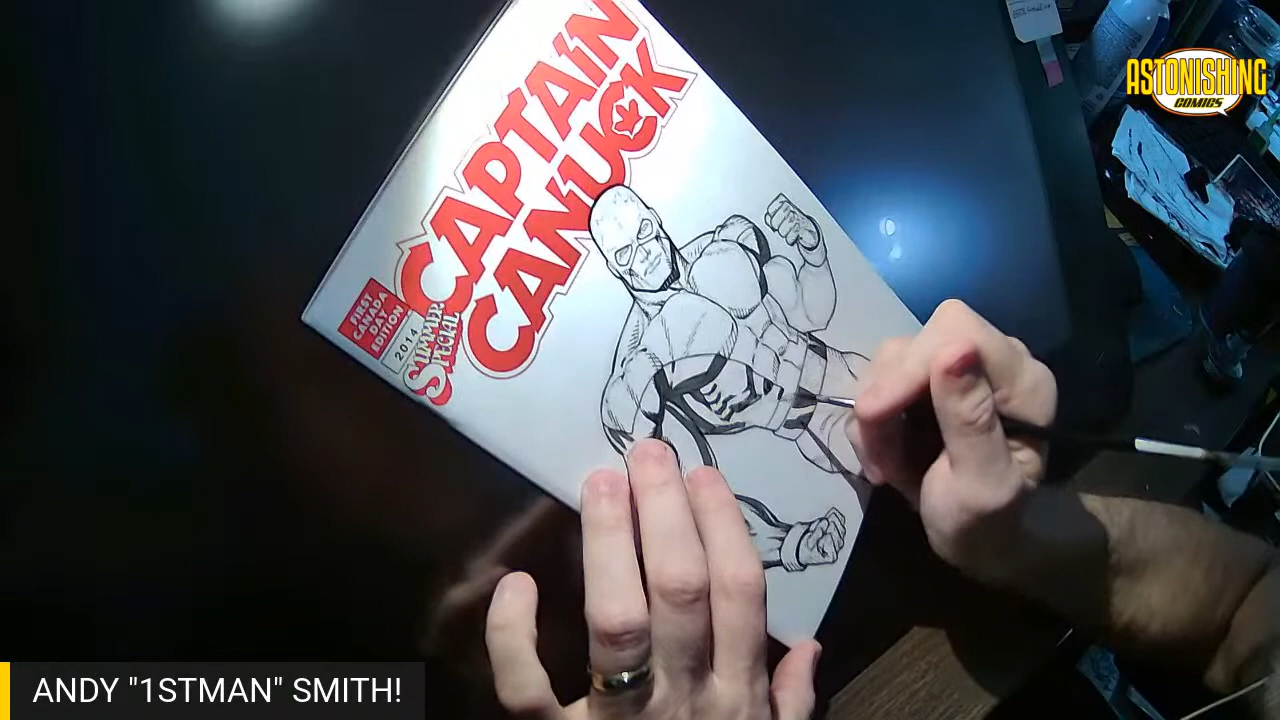 CAPTAIN
CANUCK
FIRST
CANADA
DAY
EDITION
2014
SUMMER
SPECIAL
ASTONISHING
COMICS
ANDY "1STMAN" SMITH!